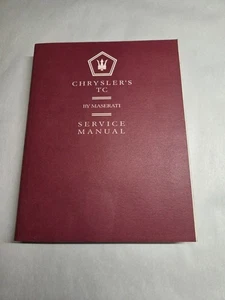 CHRYSLER'S
TC
BY MASERATI
SERVICE
MANUAL